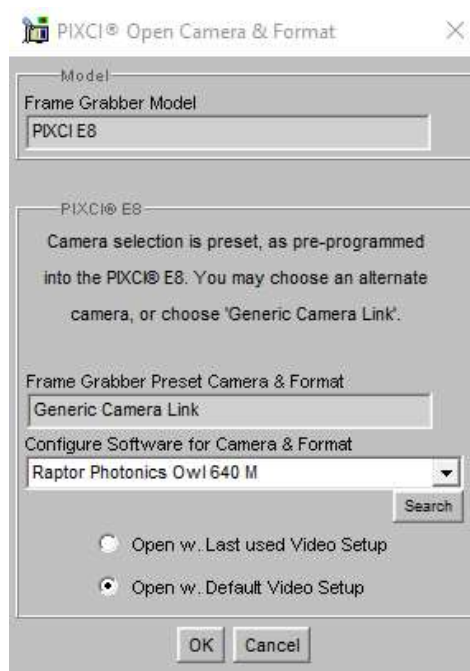 PIXCI® Open Camera & Format
Model
Frame Grabber Model
PIXCI E8
PIXCI® E8
Camera selection is preset, as pre-programmed
into the PIXCI® E8. You may choose an alternate
camera, or choose 'Generic Camera Link'.
Frame Grabber Preset Camera & Format
Generic Camera Link
Configure Software for Camera & Format
Raptor Photonics Owl 640 M
Search
Open w. Last used Video Setup
Open w. Default Video Setup
OK Cancel